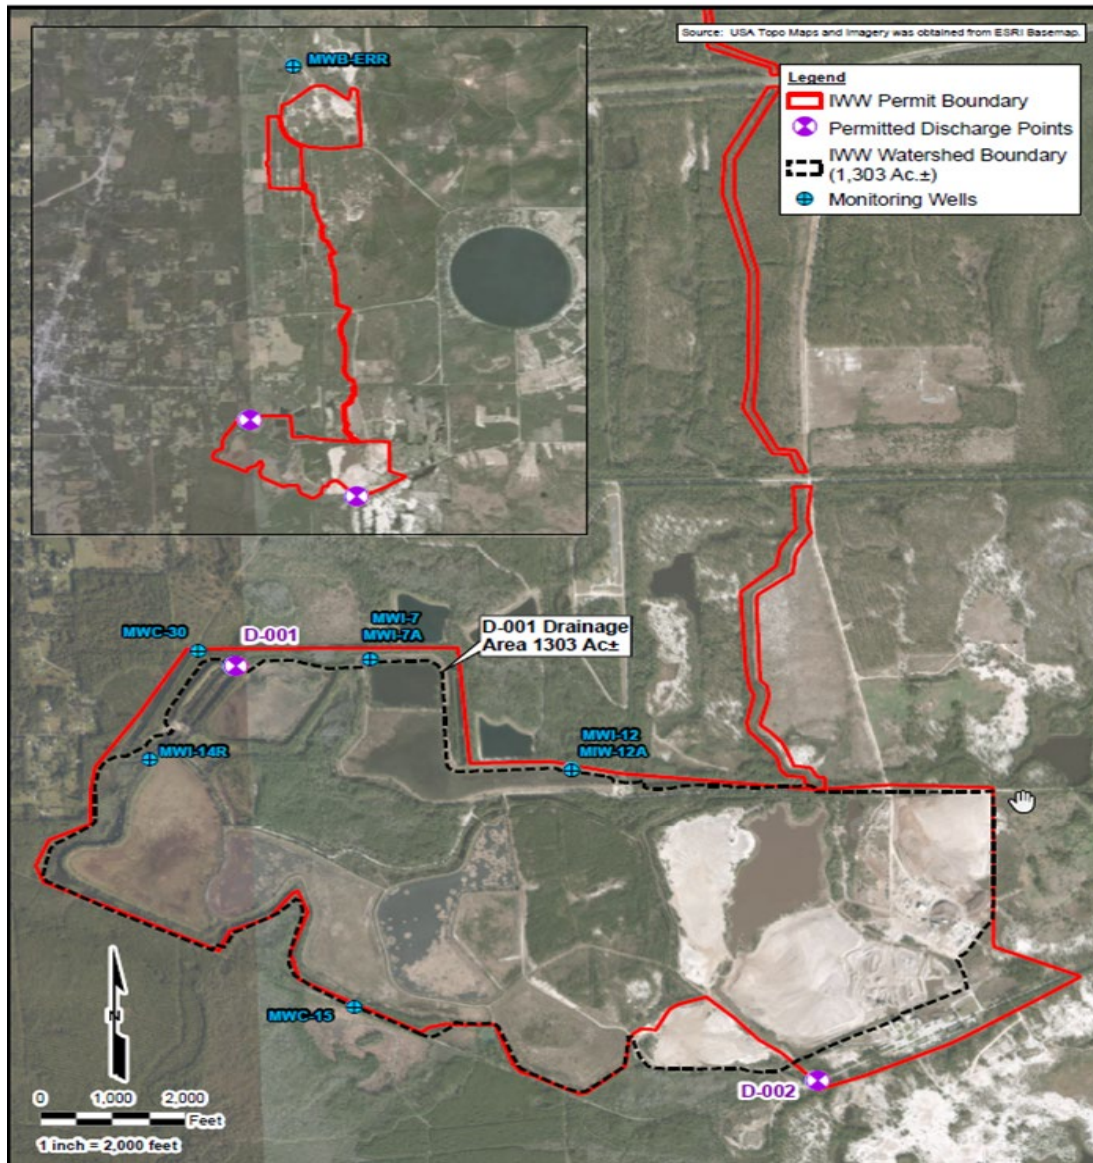 Source: USA Topo Maps and Imagery was obtained from ESRI Basemap.
MWB-ERR
Legend
IWW Permit Boundary
Permitted Discharge Points
IWW Watershed Boundary
(1,303 Ac.±)
Monitoring Wells
MWC-30
D-001
MWI-7
MWI-7A
D-001 Drainage
Area 1303 Ac±
MWI-14R
MWI-12
MIW-12A
MWC-15
D-002
N
0 1,000 2,000
Feet
1 inch = 2,000 feet